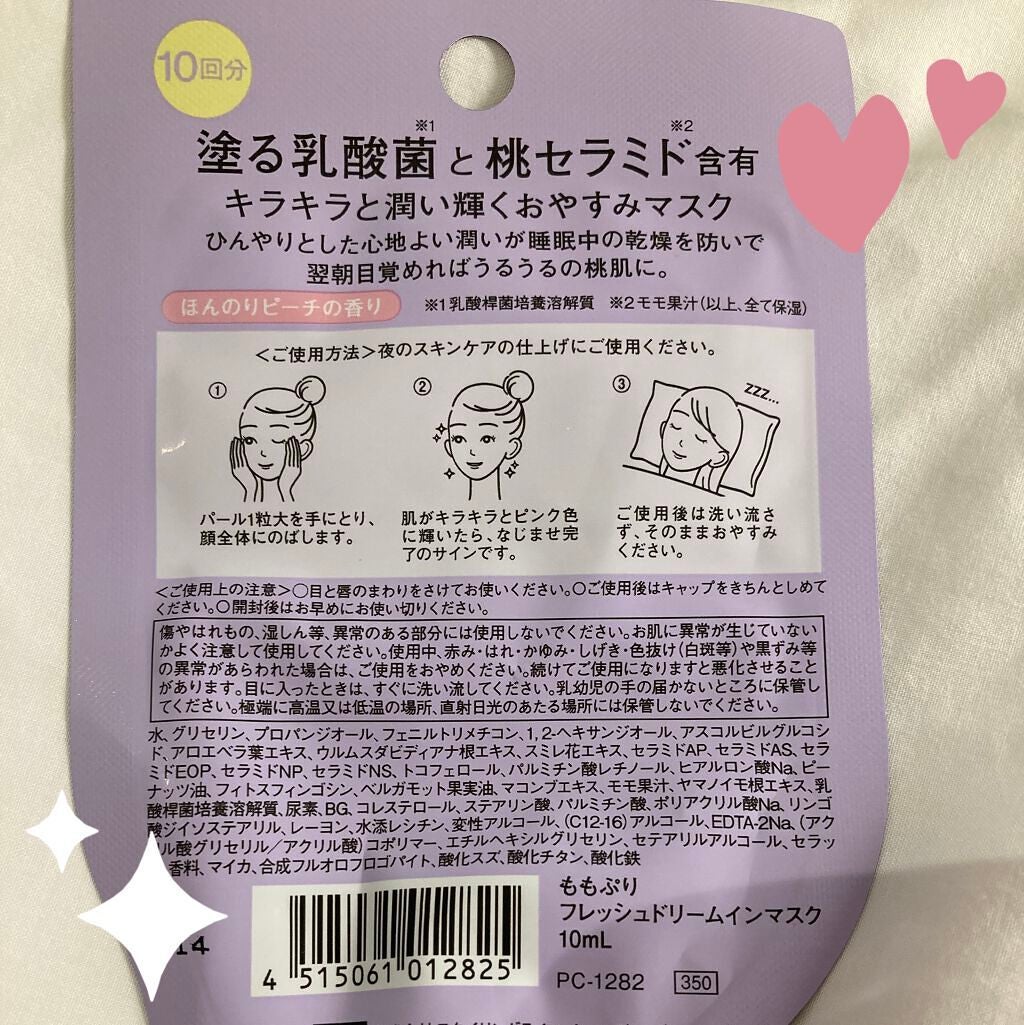 10回分
※1 ※2
塗る乳酸菌と桃セラミド含有
キラキラと潤い輝くおやすみマスク
ひんやりとした心地よい潤いが睡眠中の乾燥を防いで
翌朝目覚めればうるうるの桃肌に。
ほんのりピーチの香り ※1乳酸桿菌培養溶解質 ※2モモ果汁(以上、全て保湿)
<ご使用方法>夜のスキンケアの仕上げにご使用ください。
① ② ③ ZZZ...
パール1粒大を手にとり、
顔全体にのばします。
肌がキラキラとピンク色
に輝いたら、なじませ完
了のサインです。
ご使用後は洗い流さ
ず、そのままおやすみ
ください。
<ご使用上の注意>○目と唇のまわりをさけてお使いください。○ご使用後はキャップをきちんとしめて
ください。○開封後はお早めにお使い切りください。
傷やはれもの、湿しん等、異常のある部分には使用しないでください。お肌に異常が生じていない
かよく注意して使用してください。使用中、赤み・はれ・かゆみ・しげき・色抜け(白斑等)や黒ずみ等
の異常があらわれた場合は、ご使用をおやめください。続けてご使用になりますと悪化させること
があります。目に入ったときは、すぐに洗い流してください。乳幼児の手の届かないところに保管し
てください。極端に高温又は低温の場所、直射日光のあたる場所には保管しないでください。
水、グリセリン、プロパンジオール、フェニルトリメチコン、1,2-ヘキサンジオール、アスコルビルグルコシ
ド、アロエベラ葉エキス、ウルムスダビディアナ根エキス、スミレ花エキス、セラミドAP、セラミドAS、セラ
ミドEOP、セラミドNP、セラミドNS、トコフェロール、パルミチン酸レチノール、ヒアルロン酸Na、ピー
ナッツ油、フィトスフィンゴシン、ベルガモット果実油、マコンブエキス、モモ果汁、ヤマノイモ根エキス、乳
酸桿菌培養溶解質、尿素、BG、コレステロール、ステアリン酸、パルミチン酸、ポリアクリル酸Na、リンゴ
酸ジイソステアリル、レーヨン、水添レシチン、変性アルコール、(C12-16)アルコール、EDTA-2Na、(アク
ル酸グリセリル/アクリル酸)コポリマー、エチルヘキシルグリセリン、セテアリルアルコール、セラッ
香料、マイカ、合成フルオロフロゴパイト、酸化スズ、酸化チタン、酸化鉄
14
4 515061 012825
ももぷり
フレッシュドリームインマスク
10mL
PC-1282 350